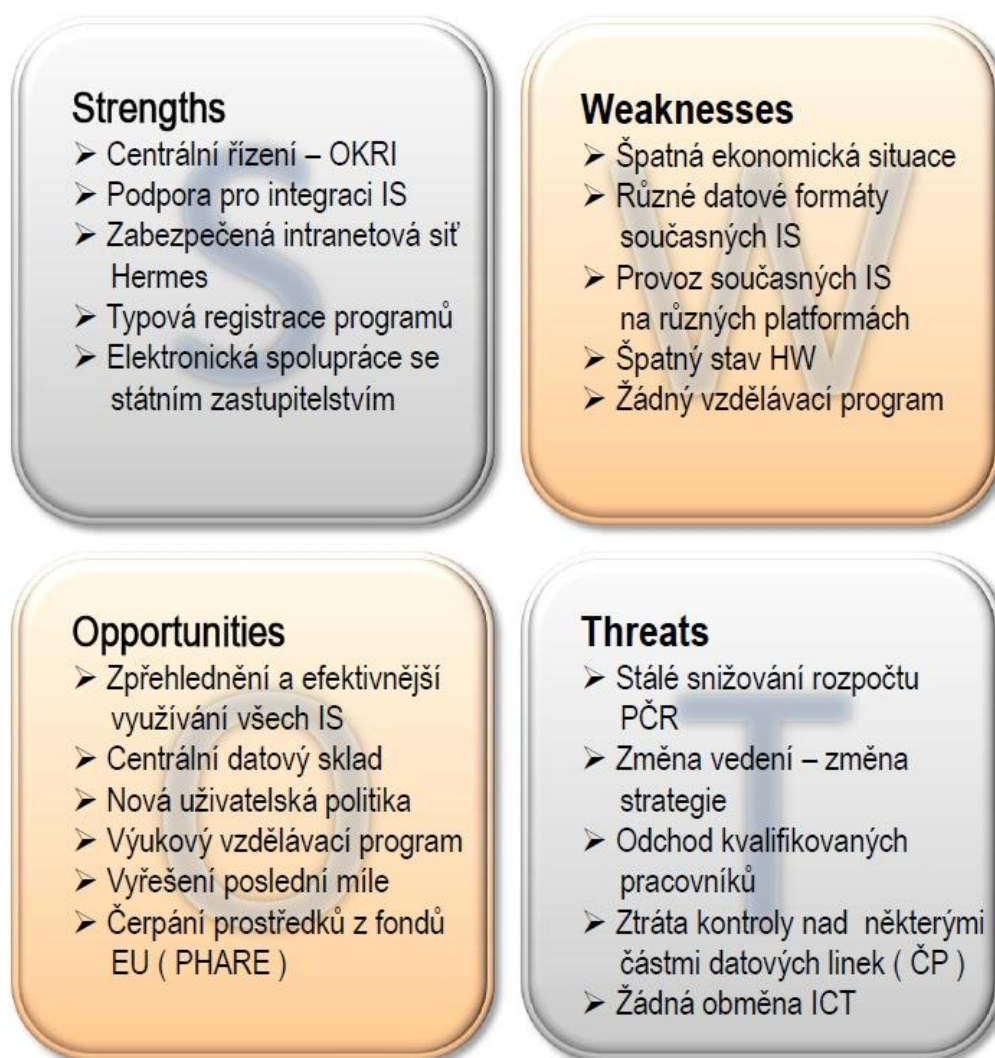 Strengths
➢ Centrální řízení – OKRI
➢ Podpora pro integraci IS
➢ Zabezpečená intranetová síť
Hermes
➢ Typová registrace programů
➢ Elektronická spolupráce se
státním zastupitelstvím
S
Weaknesses
➢ Špatná ekonomická situace
➢ Různé datové formáty
současných IS
➢ Provoz současných IS
na různých platformách
➢ Špatný stav HW
➢ Žádný vzdělávací program
W
Opportunities
➢ Zpřehlednění a efektivnější
využívání všech IS
➢ Centrální datový sklad
➢ Nová uživatelská politika
➢ Výukový vzdělávací program
➢ Vyřešení poslední míle
➢ Čerpání prostředků z fondů
EU ( PHARE )
O
Threats
➢ Stálé snižování rozpočtu
PČR
➢ Změna vedení – změna
strategie
➢ Odchod kvalifikovaných
pracovníků
➢ Ztráta kontroly nad  některými
částmi datových linek ( ČP )
➢ Žádná obměna ICT
T